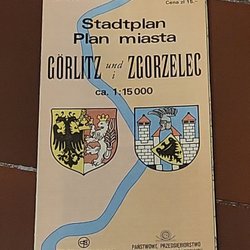 Cena zł 15,-
Stadtplan
Plan miasta
GÖRLITZ und i ZGORZELEC
ca. 1:15 000
PAŃSTWOWE PRZEDSIĘBIORSTWO